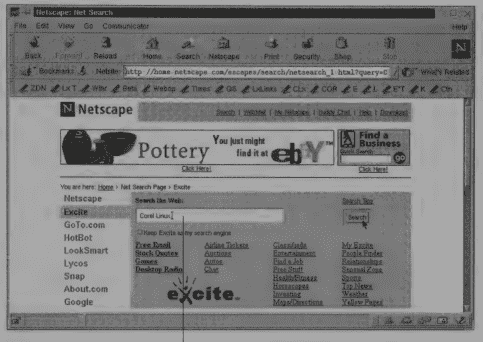 Netscape: Net Search
File Edit View Go Communicator Help
Back Forward Reload Home Search Netscape Print Security Shop Stop
Bookmarks Netsite: http://home.netscape.com/escapes/search/netsearch_1.html?query=C What's Related
Netscape
Search | Webmail | My Netscape | Buddy Chat | Help | Download
Pottery You just might find it at ebaY™
Find a Business
GO
Click Here! Click Here!
You are here: Home > Net Search Page > Excite
Netscape
Excite
GoTo.com
HotBot
LookSmart
Lycos
Snap
About.com
Google
Search the Web: Search Tips
Corel Linux Search
Keep Excite as my search engine
Free Email Airline Tickets Classifieds My Excite
Stock Quotes Auctions Entertainment People Finder
Games Autos Find a Job Relationships
Desktop Radio Chat Free Stuff
Health/Fitness Sports
Horoscopes Top News
Investing Weather
Maps/Directions Yellow Pages
excite